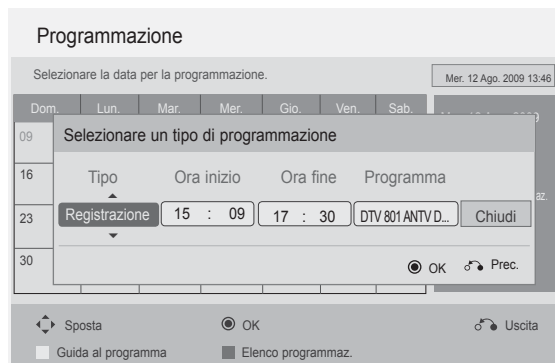 Programmazione
Selezionare la data per la programmazione.
Mer. 12 Ago. 2009 13:46
Dom. Lun. Mar. Mer. Gio. Ven. Sab.
09
Selezionare un tipo di programmazione
16
Tipo Ora inizio Ora fine Programma
az.
23
Registrazione 15 : 09 17 : 30 DTV 801 ANTV D... Chiudi
30
OK Prec.
Sposta OK Uscita
Guida al programma Elenco programmaz.